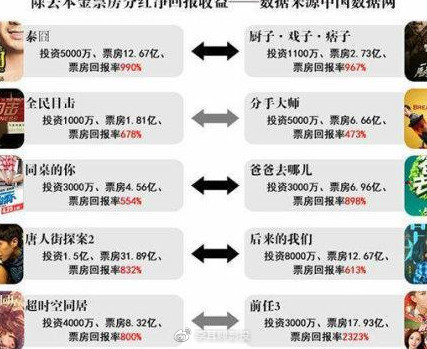 除去本金票房分红净回报收益——数据来源中国数据网
泰囧
投资5000万、票房12.67亿、
票房回报率990%
厨子·戏子·痞子
投资1100万、票房2.73亿、
票房回报率967%
全民目击
投资1000万、票房1.81亿、
票房回报率678%
分手大师
投资5000万、票房6.66亿、
票房回报率473%
同桌的你
投资3000万、票房4.56亿、
票房回报率554%
爸爸去哪儿
投资3000万、票房6.96亿、
票房回报率898%
唐人街探案2
投资1.5亿、票房31.89亿、
票房回报率832%
后来的我们
投资8000万、票房12.67亿、
票房回报率613%
超时空同居
投资4000万、票房8.32亿、
票房回报率800%
前任3
投资3000万、票房17.93亿、
票房回报率2323%